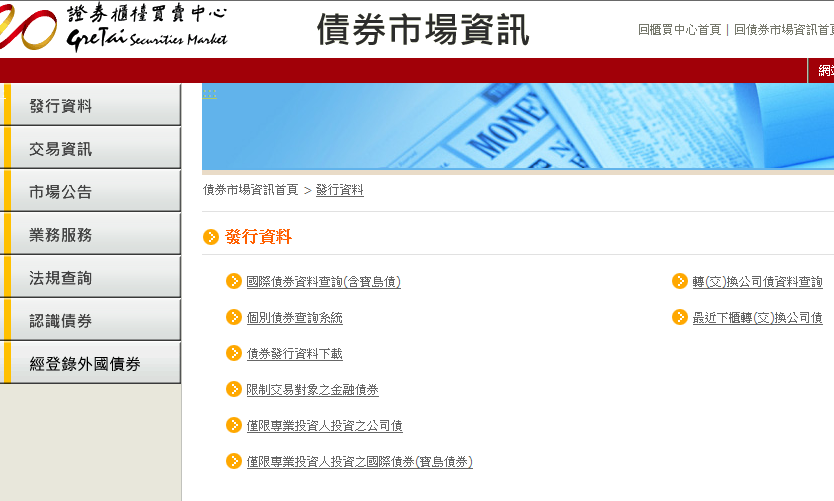 證券櫃檯買賣中心
GreTai Securities Market
債券市場資訊
回櫃買中心首頁 | 回債券市場資訊首頁
網
發行資料
交易資訊
市場公告
業務服務
法規查詢
認識債券
經登錄外國債券
:::
MONEY
債券市場資訊首頁 > 發行資料
發行資料
國際債券資料查詢(含寶島債)
轉(交)換公司債資料查詢
個別債券查詢系統
最近下櫃轉(交)換公司債
債券發行資料下載
限制交易對象之金融債券
僅限專業投資人投資之公司債
僅限專業投資人投資之國際債券(寶島債券)